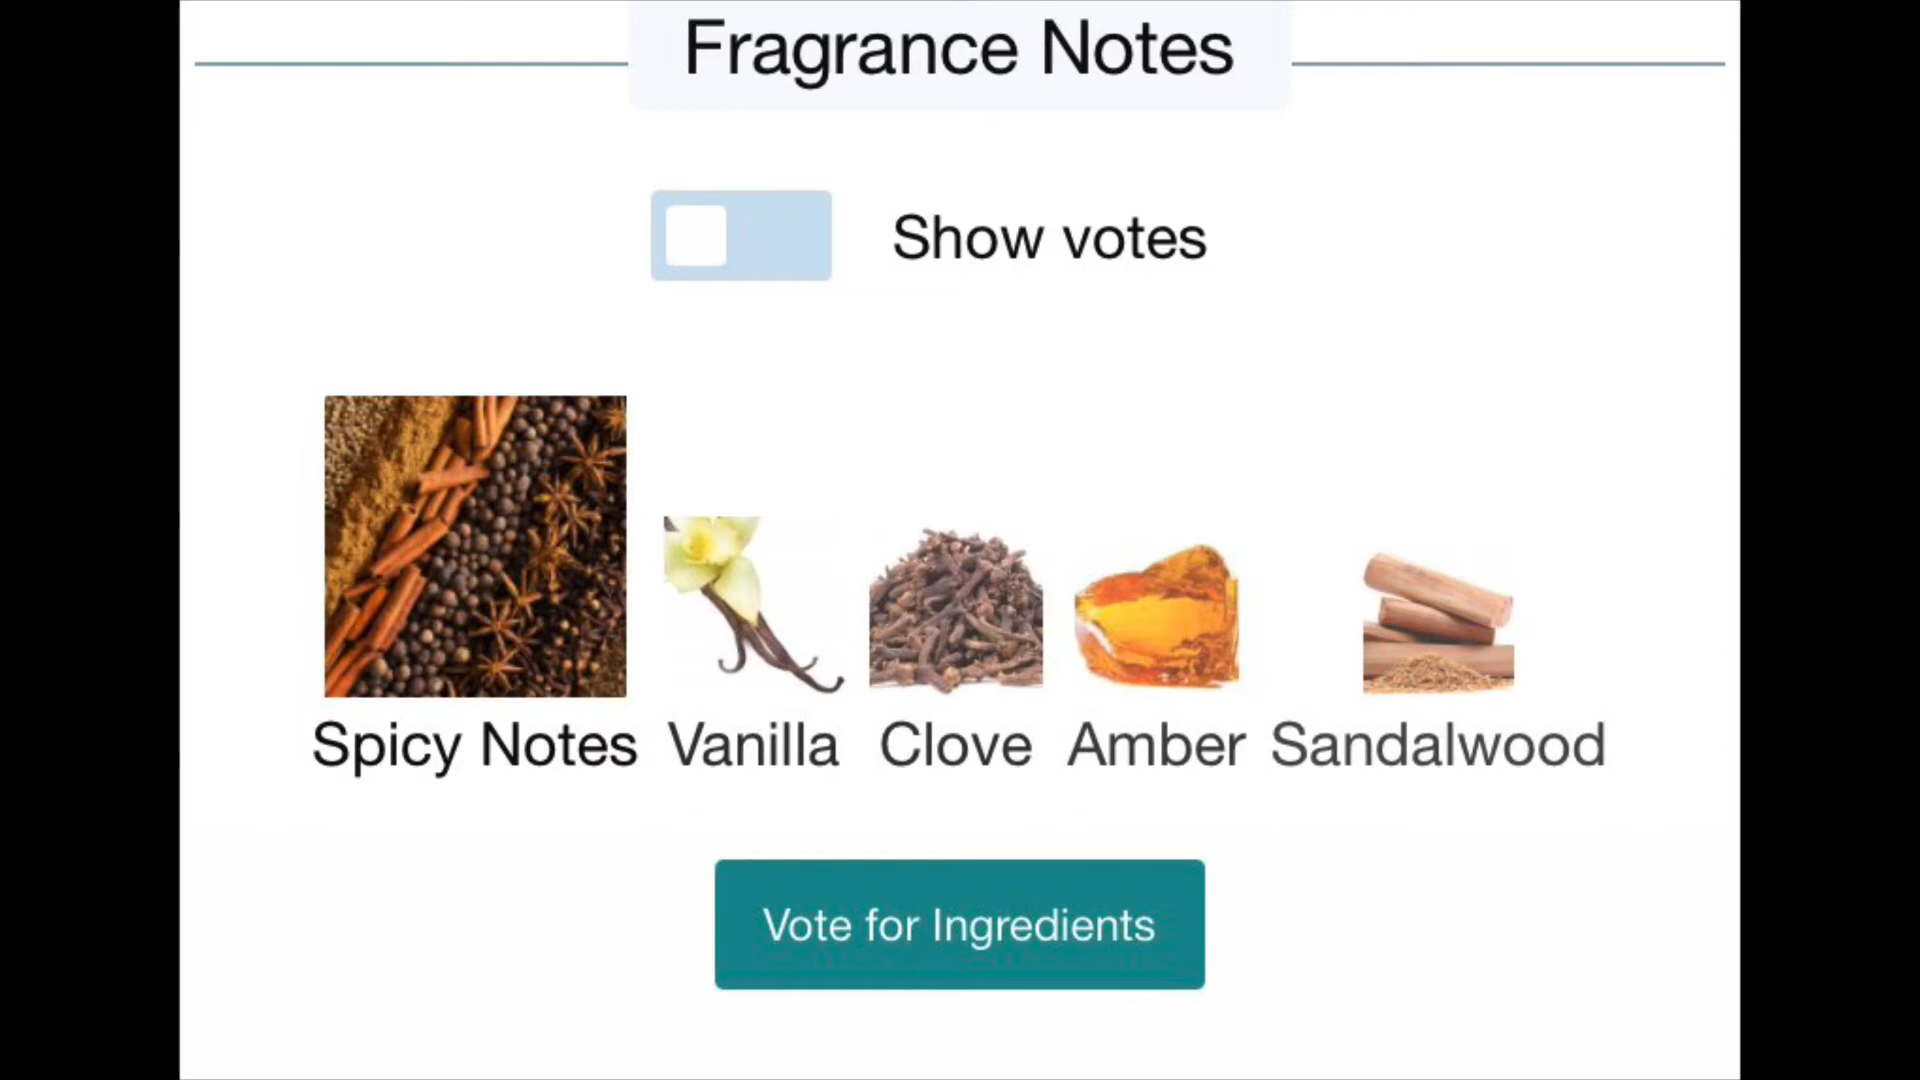 Fragrance Notes
Show votes
Spicy Notes Vanilla Clove Amber Sandalwood
Vote for Ingredients